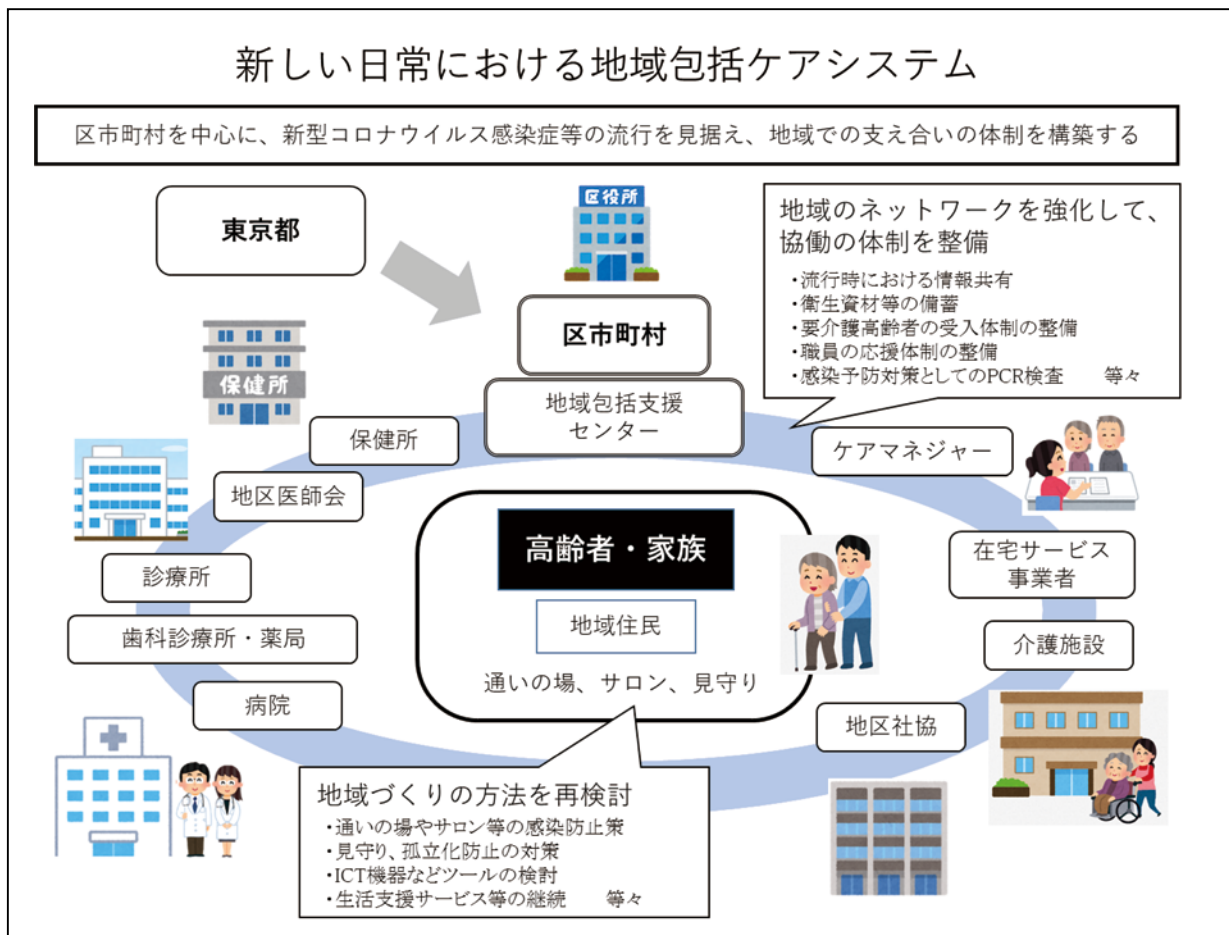 新しい日常における地域包括ケアシステム
区市町村を中心に、新型コロナウイルス感染症等の流行を見据え、地域での支え合いの体制を構築する
東京都
区役所
区市町村
地域包括支援
センター
地域のネットワークを強化して、
協働の体制を整備
・流行時における情報共有
・衛生資材等の備蓄
・要介護高齢者の受入体制の整備
・職員の応援体制の整備
・感染予防対策としてのPCR検査　等々
保健所
保健所
地区医師会
診療所
歯科診療所・薬局
病院
ケアマネジャー
在宅サービス
事業者
介護施設
地区社協
高齢者・家族
地域住民
通いの場、サロン、見守り
地域づくりの方法を再検討
・通いの場やサロン等の感染防止策
・見守り、孤立化防止の対策
・ICT機器などツールの検討
・生活支援サービス等の継続　等々